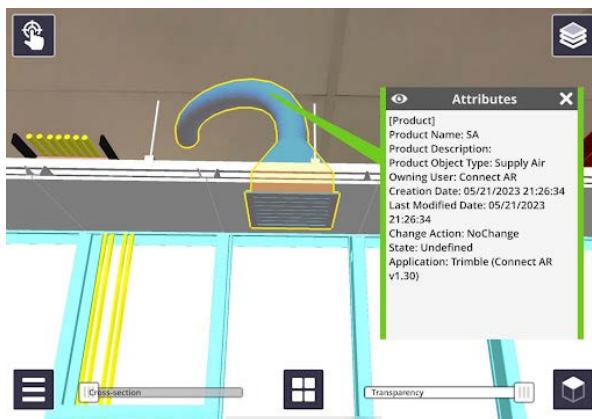 Attributes
[Product]
Product Name: SA
Product Description:
Product Object Type: Supply Air
Owning User: Connect AR
Creation Date: 05/21/2023 21:26:34
Last Modified Date: 05/21/2023
21:26:34
Change Action: NoChange
State: Undefined
Application: Trimble (Connect AR
v1.30)
Cross-section
Transparency